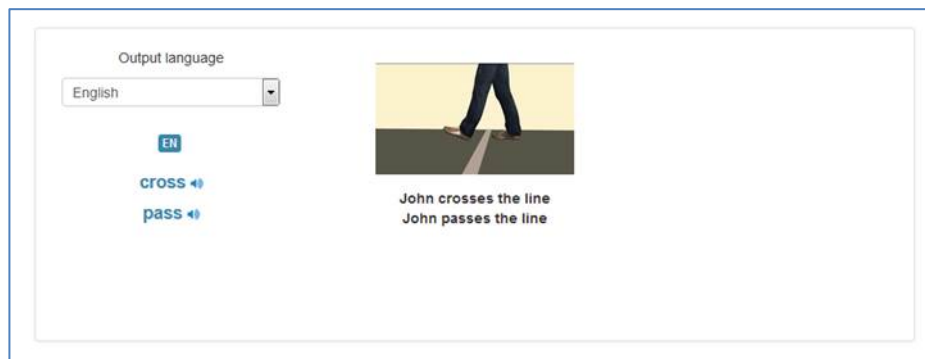 Output language
English
EN
cross
pass
John crosses the line
John passes the line